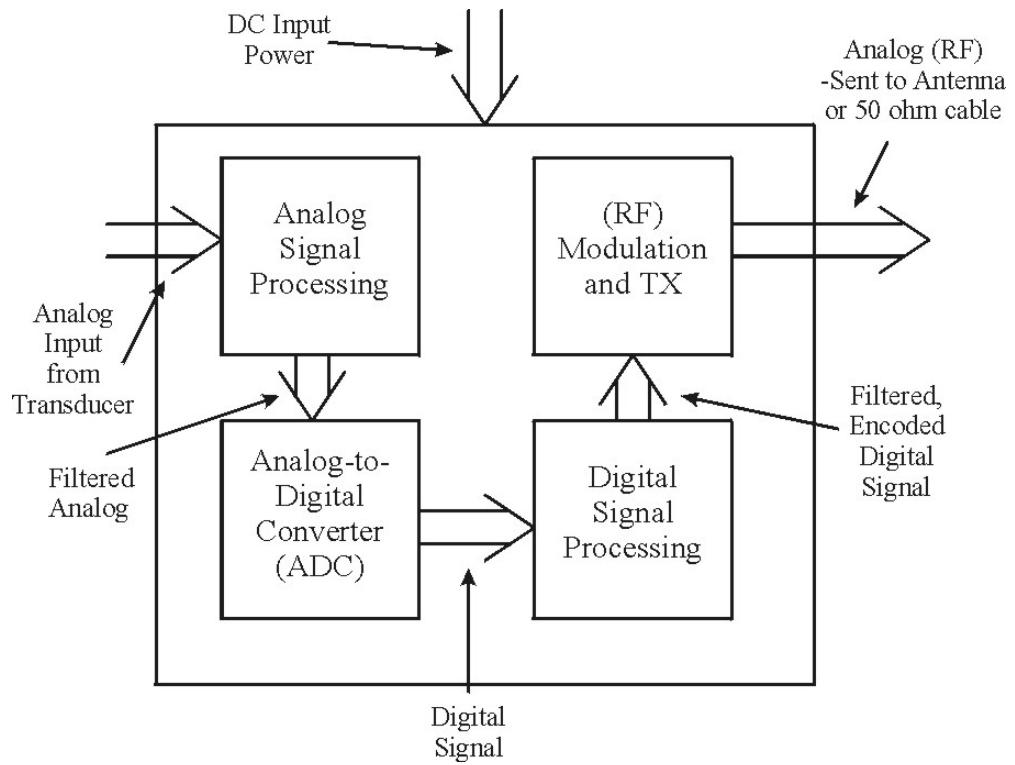 DC Input
Power
Analog (RF)
-Sent to Antenna
or 50 ohm cable
Analog
Signal
Processing
(RF)
Modulation
and TX
Analog
Input
from
Transducer
Filtered
Analog
Analog-to-
Digital
Converter
(ADC)
Digital
Signal
Processing
Filtered,
Encoded
Digital
Signal
Digital
Signal